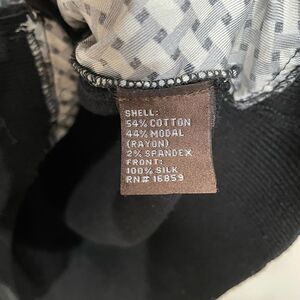 SHELL:
54% COTTON
44% MODAL
(RAYON)
2% SPANDEX
FRONT:
100% SILK
RN# 16859